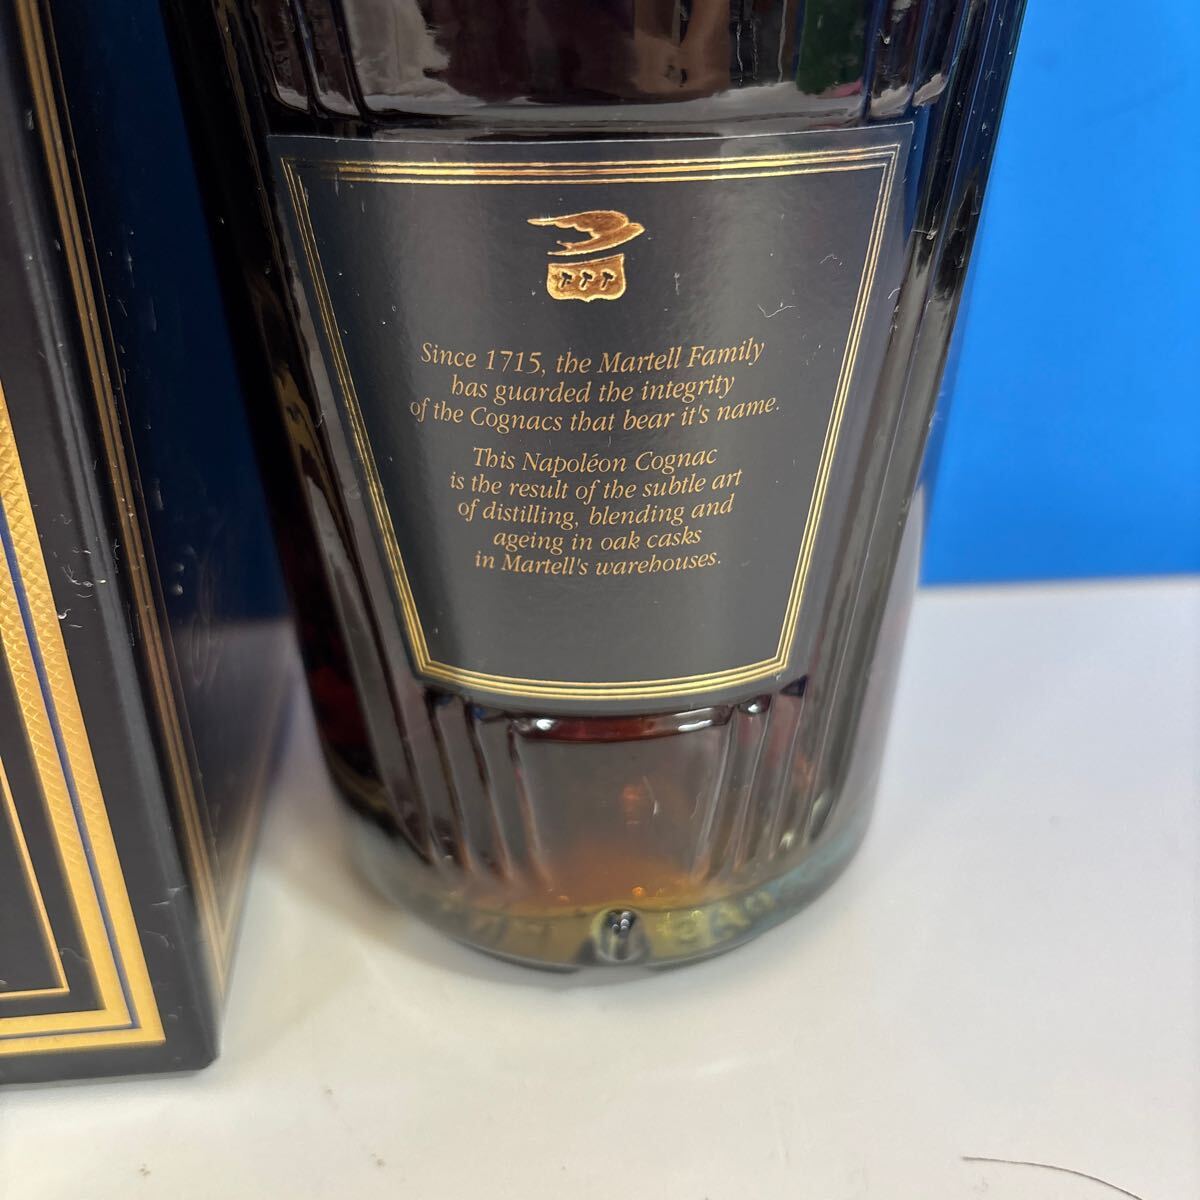 Since 1715, the Martell Family
has guarded the integrity
of the Cognacs that bear it's name.
This Napoléon Cognac
is the result of the subtle art
of distilling, blending and
ageing in oak casks
in Martell's warehouses.